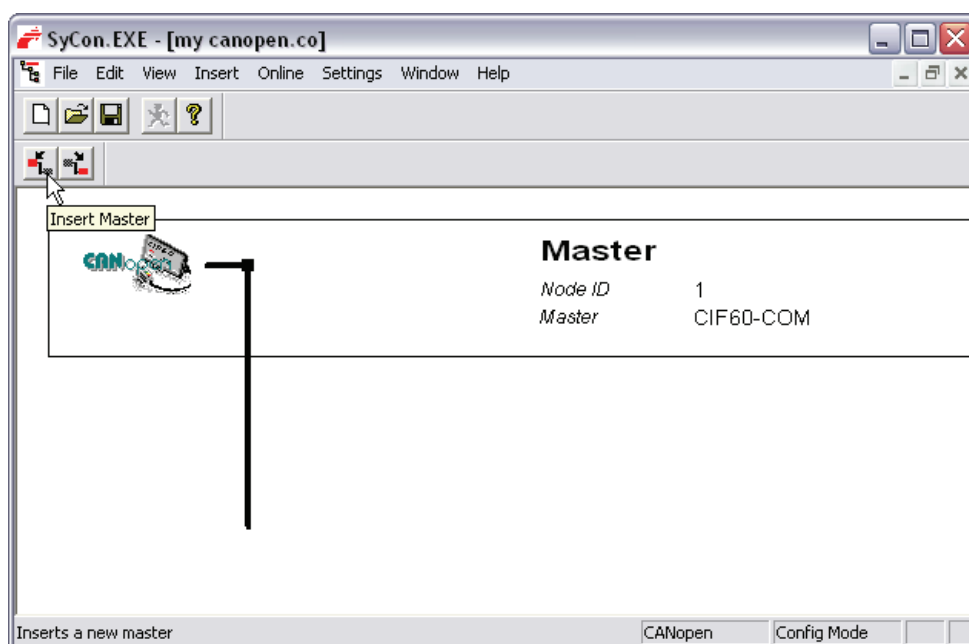 SyCon.EXE - [my canopen.co]
File Edit View Insert Online Settings Window Help
Insert Master
CANopen
Master
Node ID 1
Master CIF60-COM
Inserts a new master CANopen Config Mode